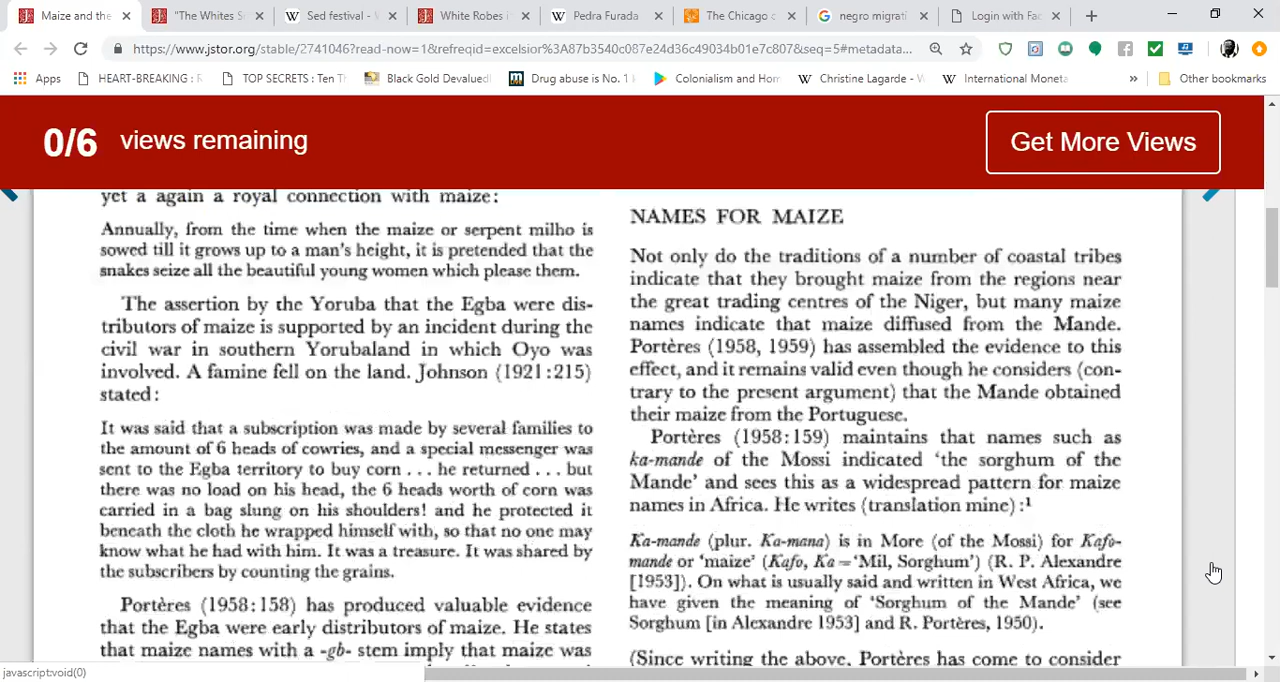 Maize and the
"The Whites Si
Sed festival -
White Robes i
Pedra Furada
The Chicago
negro migrati
Login with Fac
https://www.jstor.org/stable/2741046?read-now=1&refreqid=excelsior%3A87b3540c087e24d36c49034b01e7c807&seq=5#metadata...
Apps
HEART-BREAKING : R
TOP SECRETS : Ten Th
Black Gold Devalued
Drug abuse is No. 1 k
Colonialism and Hom
Christine Lagarde - W
International Moneta
»
Other bookmarks
0/6 views remaining
Get More Views
yet a again a royal connection with maize:
Annually, from the time when the maize or serpent milho is
sowed till it grows up to a man's height, it is pretended that the
snakes seize all the beautiful young women which please them.
The assertion by the Yoruba that the Egba were dis-
tributors of maize is supported by an incident during the
civil war in southern Yorubaland in which Oyo was
involved. A famine fell on the land. Johnson (1921:215)
stated:
It was said that a subscription was made by several families to
the amount of 6 heads of cowries, and a special messenger was
sent to the Egba territory to buy corn . . . he returned . . . but
there was no load on his head, the 6 heads worth of corn was
carried in a bag slung on his shoulders! and he protected it
beneath the cloth he wrapped himself with, so that no one may
know what he had with him. It was a treasure. It was shared by
the subscribers by counting the grains.
Portères (1958:158) has produced valuable evidence
that the Egba were early distributors of maize. He states
that maize names with a -gb- stem imply that maize was
NAMES FOR MAIZE
Not only do the traditions of a number of coastal tribes
indicate that they brought maize from the regions near
the great trading centres of the Niger, but many maize
names indicate that maize diffused from the Mande.
Portères (1958, 1959) has assembled the evidence to this
effect, and it remains valid even though he considers (con-
trary to the present argument) that the Mande obtained
their maize from the Portuguese.
Portères (1958:159) maintains that names such as
ka-mande of the Mossi indicated 'the sorghum of the
Mande' and sees this as a widespread pattern for maize
names in Africa. He writes (translation mine):¹
Ka-mande (plur. Ka-mana) is in More (of the Mossi) for Kafo-
mande or 'maize' (Kafo, Ka='Mil, Sorghum') (R. P. Alexandre
[1953]). On what is usually said and written in West Africa, we
have given the meaning of 'Sorghum of the Mande' (see
Sorghum [in Alexandre 1953] and R. Portères, 1950).
(Since writing the above, Portères has come to consider
javascript:void(0)